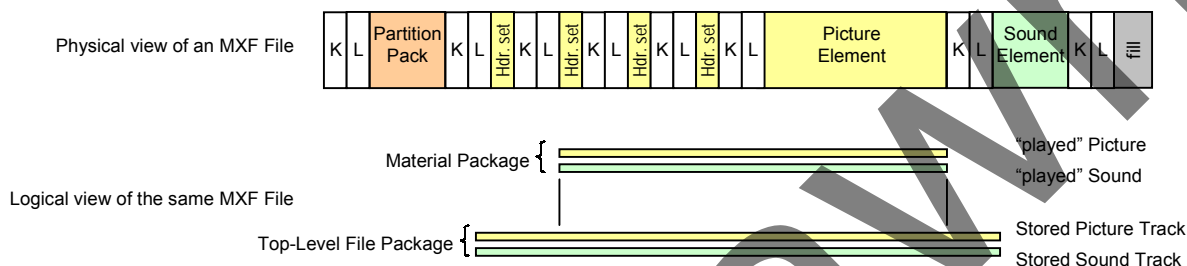 Physical view of an MXF File
K L Partition Pack K L Hdr. set K L Hdr. set K L Hdr. set K L Hdr. set K L Picture Element K L Sound Element K L fill
Material Package
"played" Picture
"played" Sound
Logical view of the same MXF File
Top-Level File Package
Stored Picture Track
Stored Sound Track